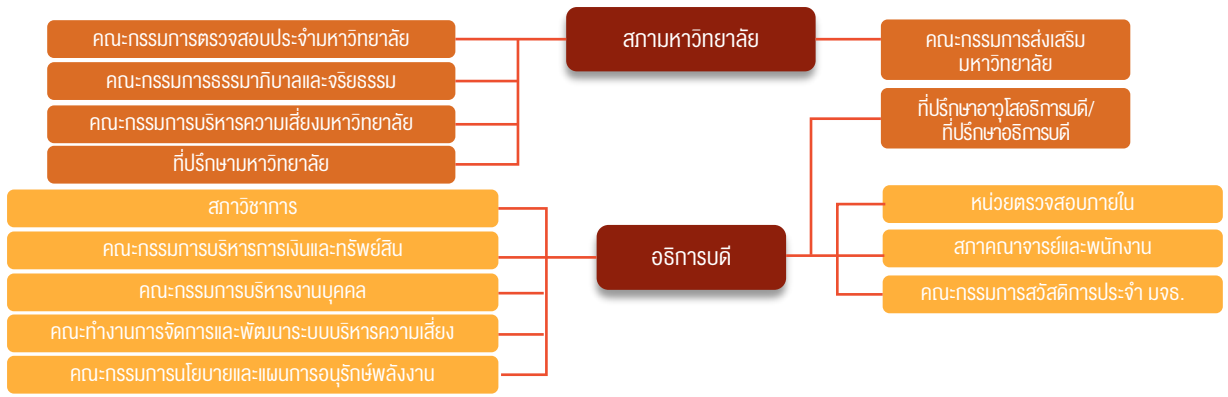 สภามหาวิทยาลัย
คณะกรรมการตรวจสอบประจำมหาวิทยาลัย
คณะกรรมการธรรมาภิบาลและจริยธรรม
คณะกรรมการบริหารความเสี่ยงมหาวิทยาลัย
ที่ปรึกษามหาวิทยาลัย
คณะกรรมการส่งเสริม
มหาวิทยาลัย
ที่ปรึกษาอาวุโสอธิการบดี/
ที่ปรึกษาอธิการบดี
อธิการบดี
สภาวิชาการ
คณะกรรมการบริหารการเงินและทรัพย์สิน
คณะกรรมการบริหารงานบุคคล
คณะทำงานการจัดการและพัฒนาระบบบริหารความเสี่ยง
คณะกรรมการนโยบายและแผนการอนุรักษ์พลังงาน
หน่วยตรวจสอบภายใน
สภาคณาจารย์และพนักงาน
คณะกรรมการสวัสดิการประจำ มจธ.